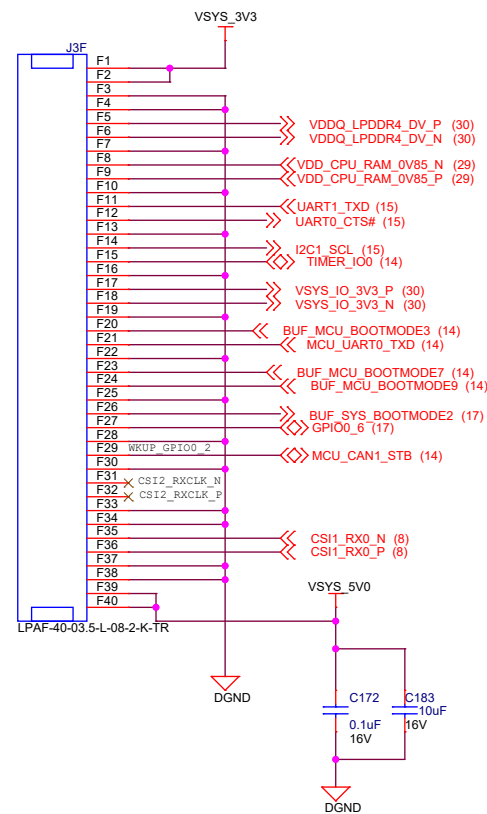 VSYS_3V3
J3F
F1
F2
F3
F4
F5 VDDQ_LPDDR4_DV_P (30)
F6 VDDQ_LPDDR4_DV_N (30)
F7
F8 VDD_CPU_RAM_0V85_N (29)
F9 VDD_CPU_RAM_0V85_P (29)
F10
F11 UART1_TXD (15)
F12 UART0_CTS# (15)
F13
F14 I2C1_SCL (15)
F15 TIMER_IO0 (14)
F16
F17 VSYS_IO_3V3_P (30)
F18 VSYS_IO_3V3_N (30)
F19
F20 BUF_MCU_BOOTMODE3 (14)
F21 MCU_UART0_TXD (14)
F22
F23 BUF_MCU_BOOTMODE7 (14)
F24 BUF_MCU_BOOTMODE9 (14)
F25
F26 BUF_SYS_BOOTMODE2 (17)
F27 GPIO0_6 (17)
F28
F29 WKUP_GPIO0_2 MCU_CAN1_STB (14)
F30
F31 CSI2_RXCLK_N
F32 CSI2_RXCLK_P
F33
F34
F35 CSI1_RX0_N (8)
F36 CSI1_RX0_P (8)
F37
F38
F39
F40
VSYS_5V0
LPAF-40-03.5-L-08-2-K-TR
DGND
C172
0.1uF
16V
C183
10uF
16V
DGND